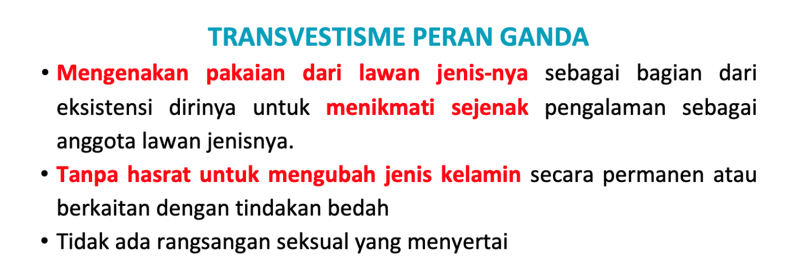 TRANSVESTISME PERAN GANDA
• Mengenakan pakaian dari lawan jenis-nya sebagai bagian dari
eksistensi dirinya untuk menikmati sejenak pengalaman sebagai
anggota lawan jenisnya.
• Tanpa hasrat untuk mengubah jenis kelamin secara permanen atau
berkaitan dengan tindakan bedah
• Tidak ada rangsangan seksual yang menyertai